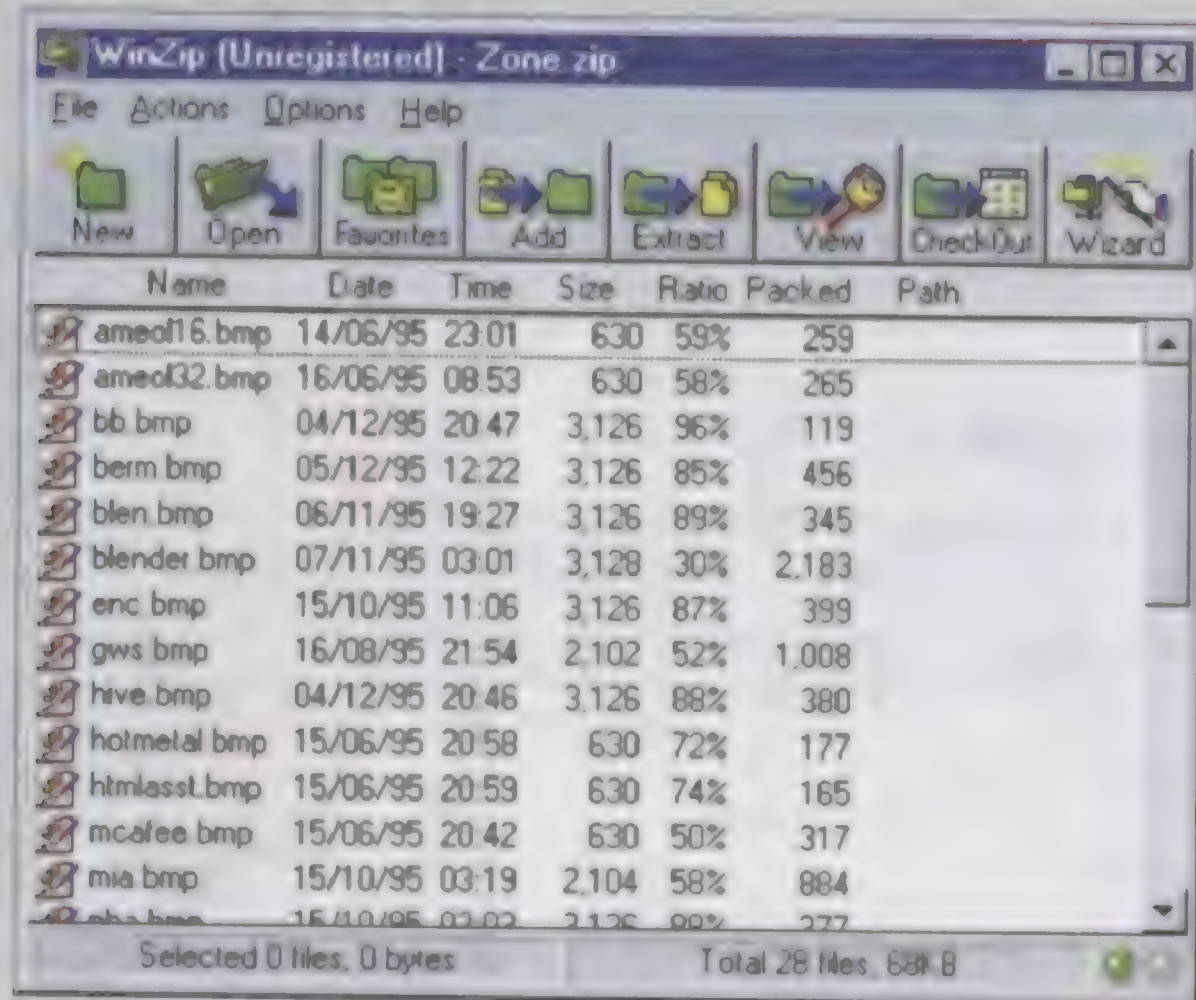 WinZip (Unregistered) - Zone.zip
File Actions Options Help
New Open Favorites Add Extract View CheckOut Wizard
Name Date Time Size Ratio Packed Path
ameol16.bmp 14/06/95 23:01 630 59% 259
ameol32.bmp 16/06/95 08:53 630 58% 265
bb.bmp 04/12/95 20:47 3,126 96% 119
berm.bmp 05/12/95 12:22 3,126 85% 456
blen.bmp 06/11/95 19:27 3,126 89% 345
blender.bmp 07/11/95 03:01 3,128 30% 2,183
enc.bmp 15/10/95 11:06 3,126 87% 399
gws.bmp 16/08/95 21:54 2,102 52% 1,008
hive.bmp 04/12/95 20:46 3,126 88% 380
hotmetal.bmp 15/06/95 20:58 630 72% 177
htmlasst.bmp 15/06/95 20:59 630 74% 165
mcafee.bmp 15/06/95 20:42 630 50% 317
mia.bmp 15/10/95 03:19 2,104 58% 884
Selected 0 files, 0 bytes Total 28 files, 68KB